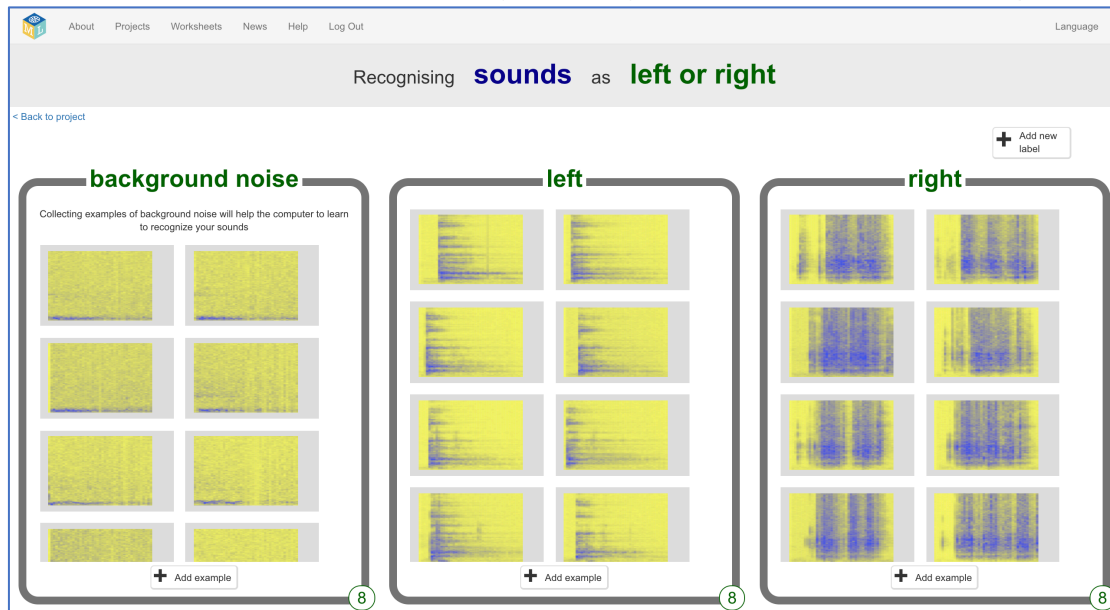 ML
About Projects Worksheets News Help Log Out Language
Recognising sounds as left or right
< Back to project
Add new
label
background noise
Collecting examples of background noise will help the computer to learn
to recognize your sounds
Add example
8
left
Add example
8
right
Add example
8